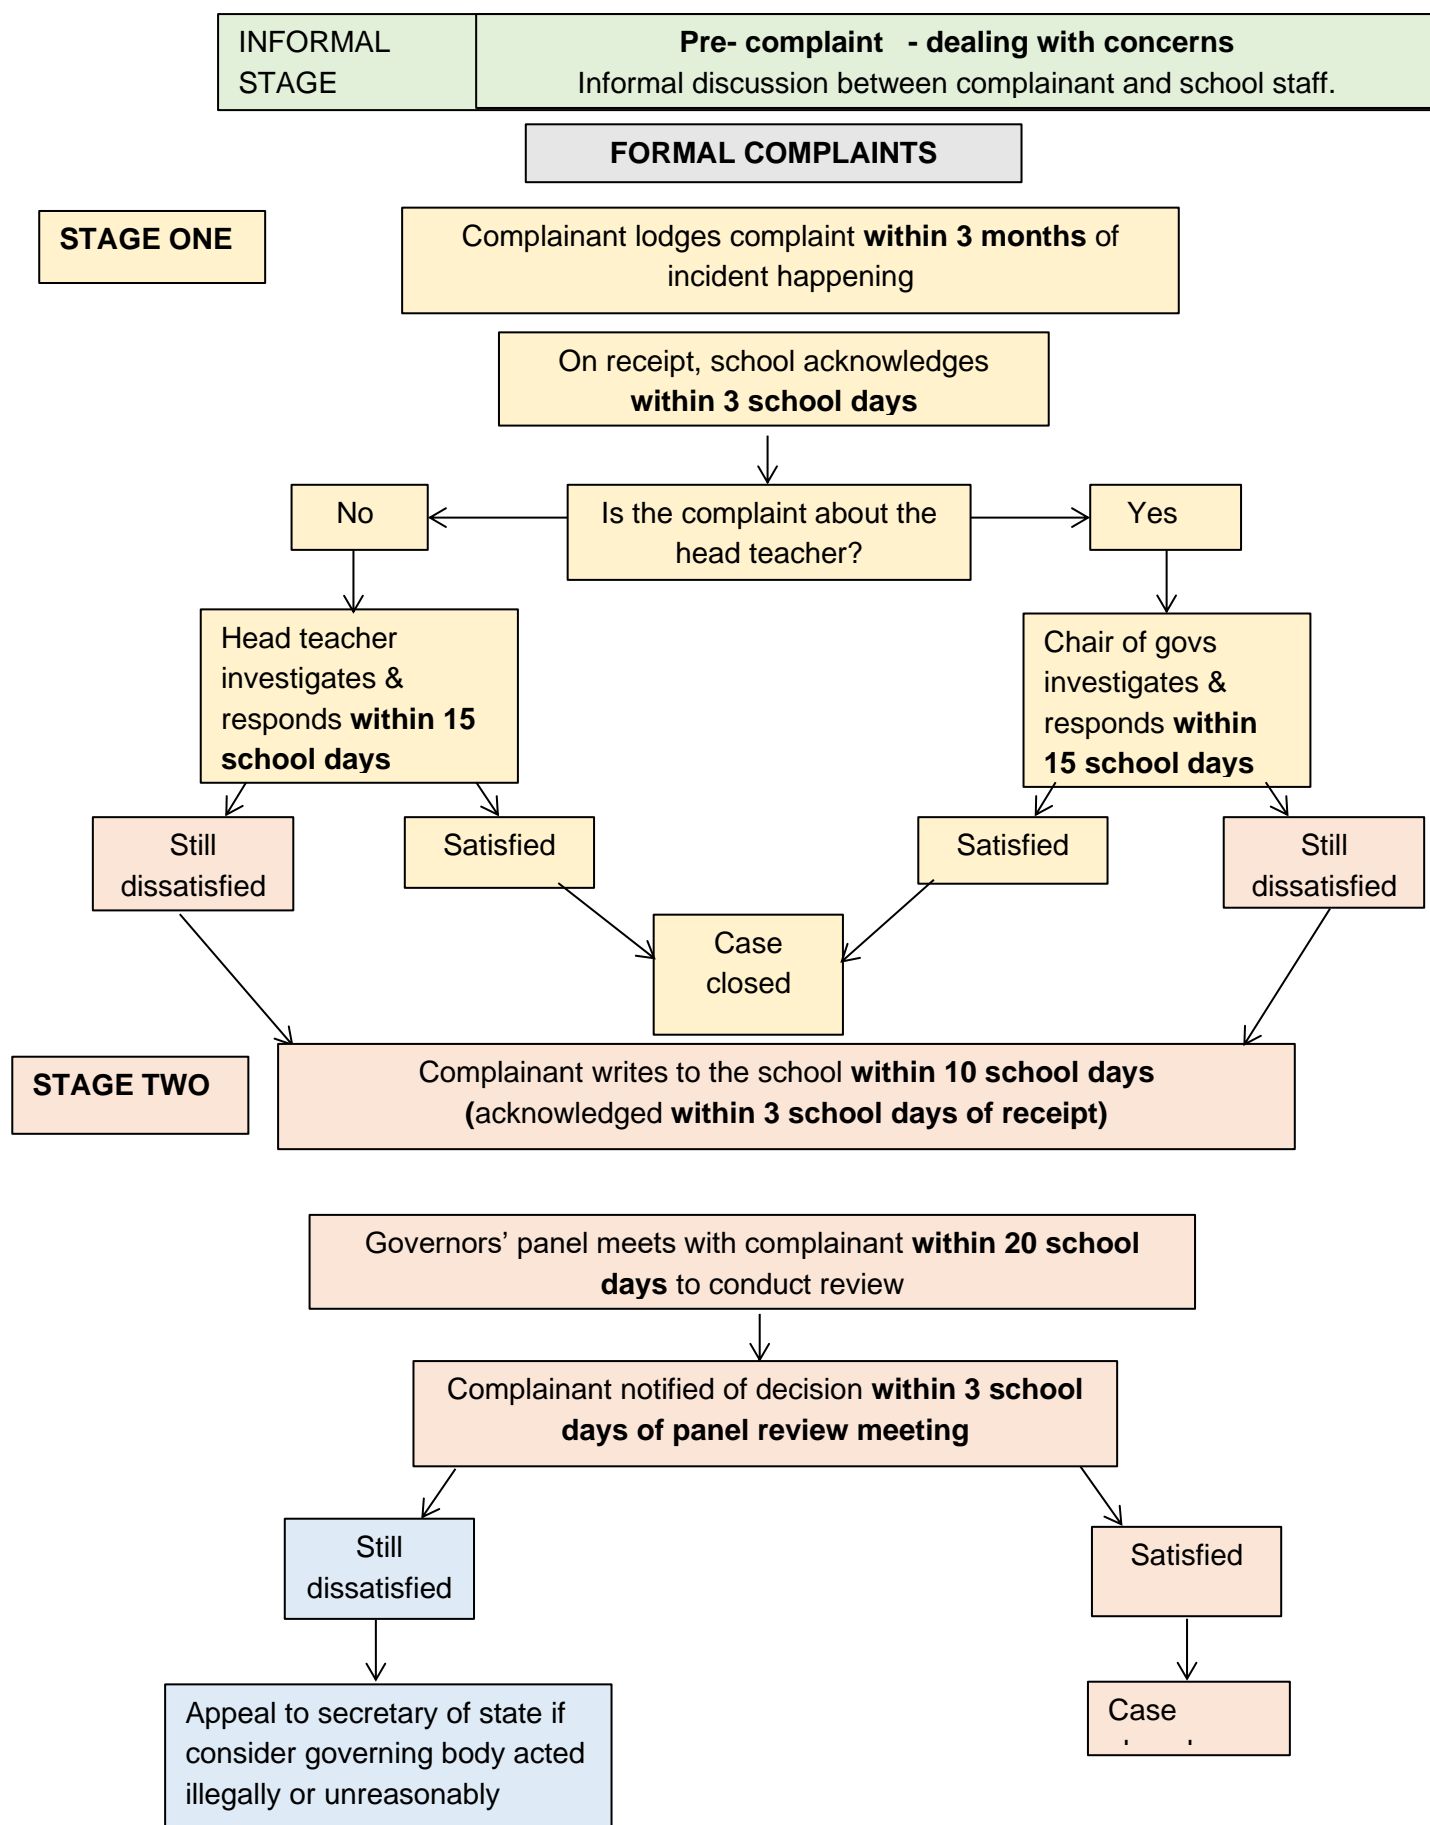 INFORMAL
STAGE
Pre- complaint - dealing with concerns
Informal discussion between complainant and school staff.
FORMAL COMPLAINTS
STAGE ONE
Complainant lodges complaint within 3 months of
incident happening
On receipt, school acknowledges
within 3 school days
No
Is the complaint about the
head teacher?
Yes
Head teacher
investigates &
responds within 15
school days
Chair of govs
investigates &
responds within
15 school days
Still
dissatisfied
Satisfied
Satisfied
Still
dissatisfied
Case
closed
STAGE TWO
Complainant writes to the school within 10 school days
(acknowledged within 3 school days of receipt)
Governors’ panel meets with complainant within 20 school
days to conduct review
Complainant notified of decision within 3 school
days of panel review meeting
Still
dissatisfied
Satisfied
Appeal to secretary of state if
consider governing body acted
illegally or unreasonably
Case